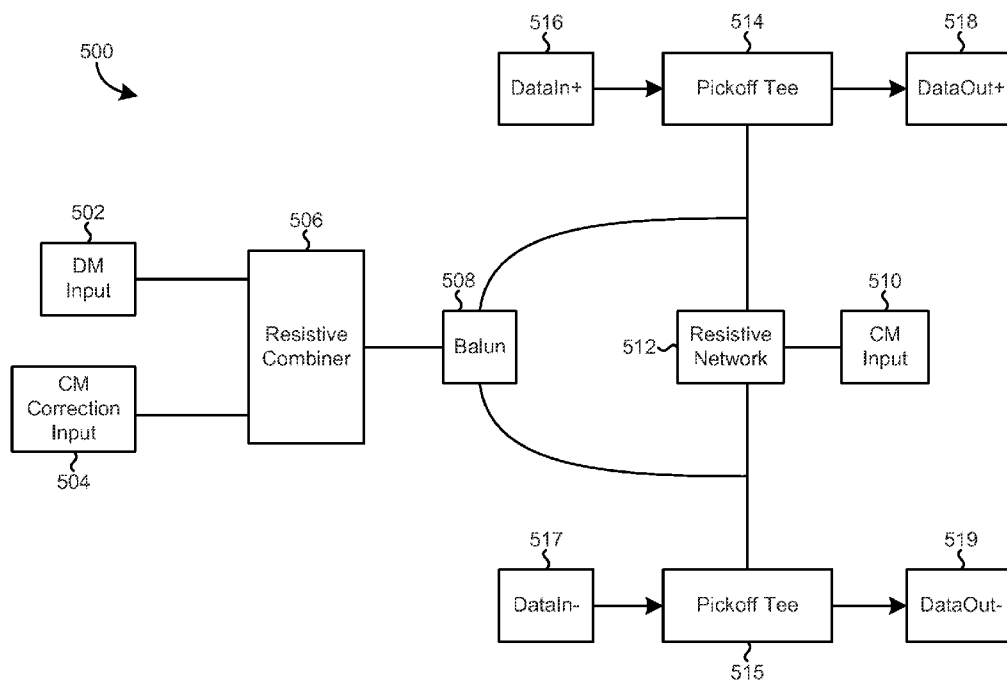 500
516
DataIn+
514
Pickoff Tee
518
DataOut+
502
DM
Input
506
Resistive
Combiner
508
Balun
512
Resistive
Network
510
CM
Input
CM
Correction
Input
504
517
DataIn-
Pickoff Tee
515
519
DataOut-